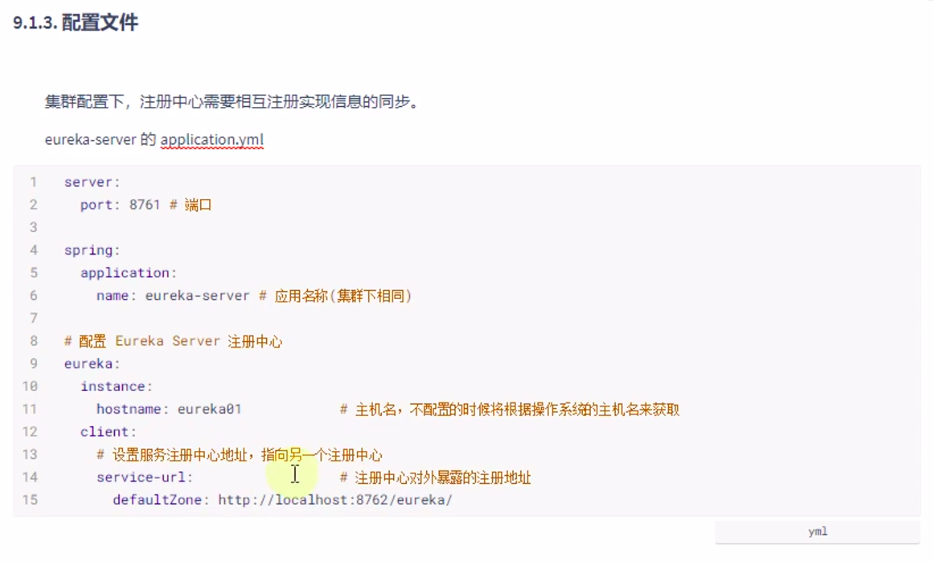 9.1.3. 配置文件
集群配置下，注册中心需要相互注册实现信息的同步。
eureka-server 的 application.yml
1 server:
2 port: 8761 # 端口
3
4 spring:
5 application:
6 name: eureka-server # 应用名称(集群下相同)
7
8 # 配置 Eureka Server 注册中心
9 eureka:
10 instance:
11 hostname: eureka01 # 主机名，不配置的时候将根据操作系统的主机名来获取
12 client:
13 # 设置服务注册中心地址，指向另一个注册中心
14 service-url: # 注册中心对外暴露的注册地址
15 defaultZone: http://localhost:8762/eureka/
yml